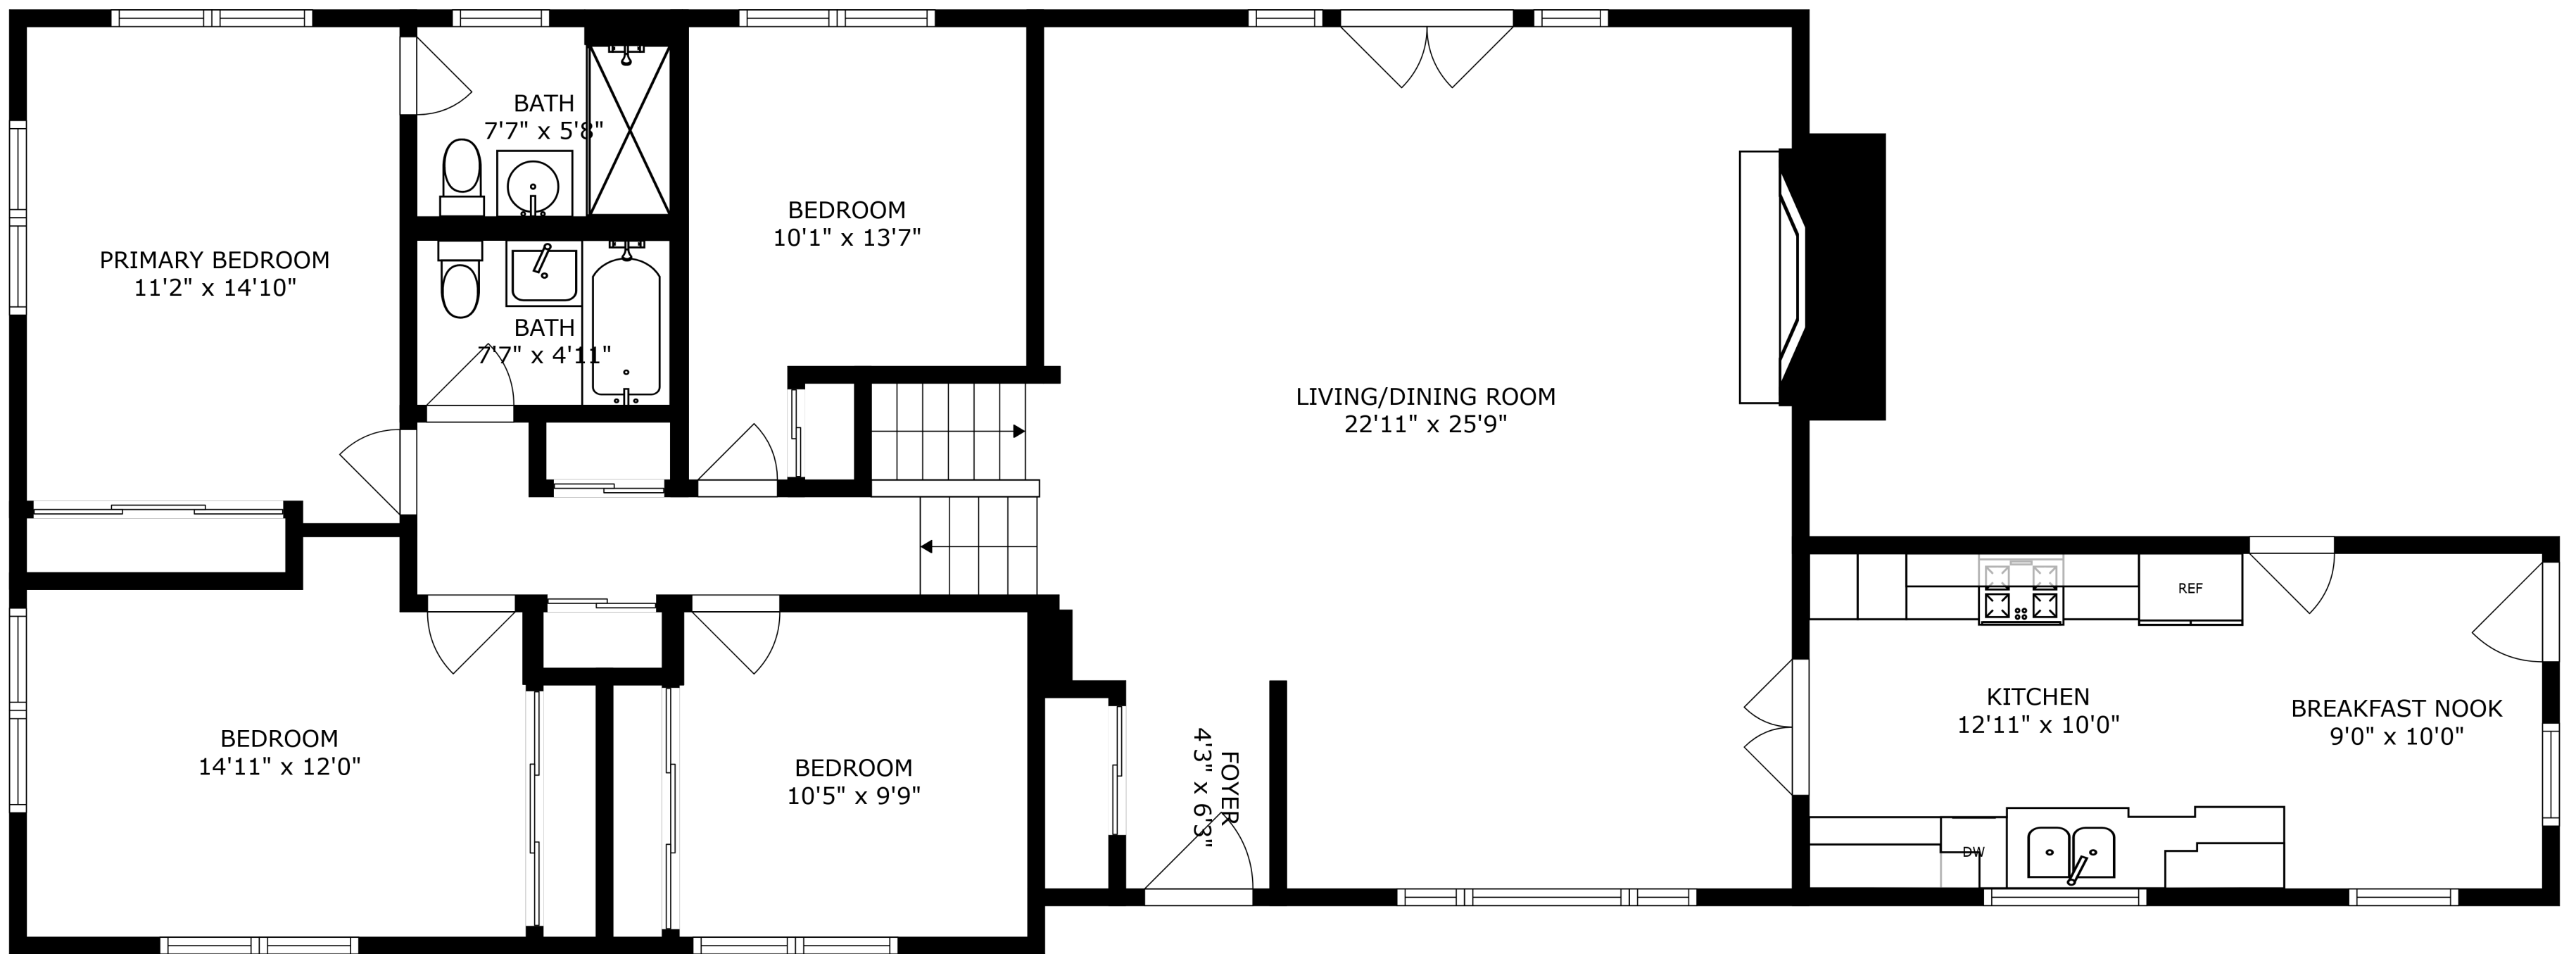 BATH
7'7" x 5'8"
BEDROOM
10'1" x 13'7"
PRIMARY BEDROOM
11'2" x 14'10"
BATH
7'7" x 4'11"
LIVING/DINING ROOM
22'11" x 25'9"
REF
KITCHEN
12'11" x 10'0"
BREAKFAST NOOK
9'0" x 10'0"
BEDROOM
14'11" x 12'0"
BEDROOM
10'5" x 9'9"
FOYER
4'3" x 6'3"
DW